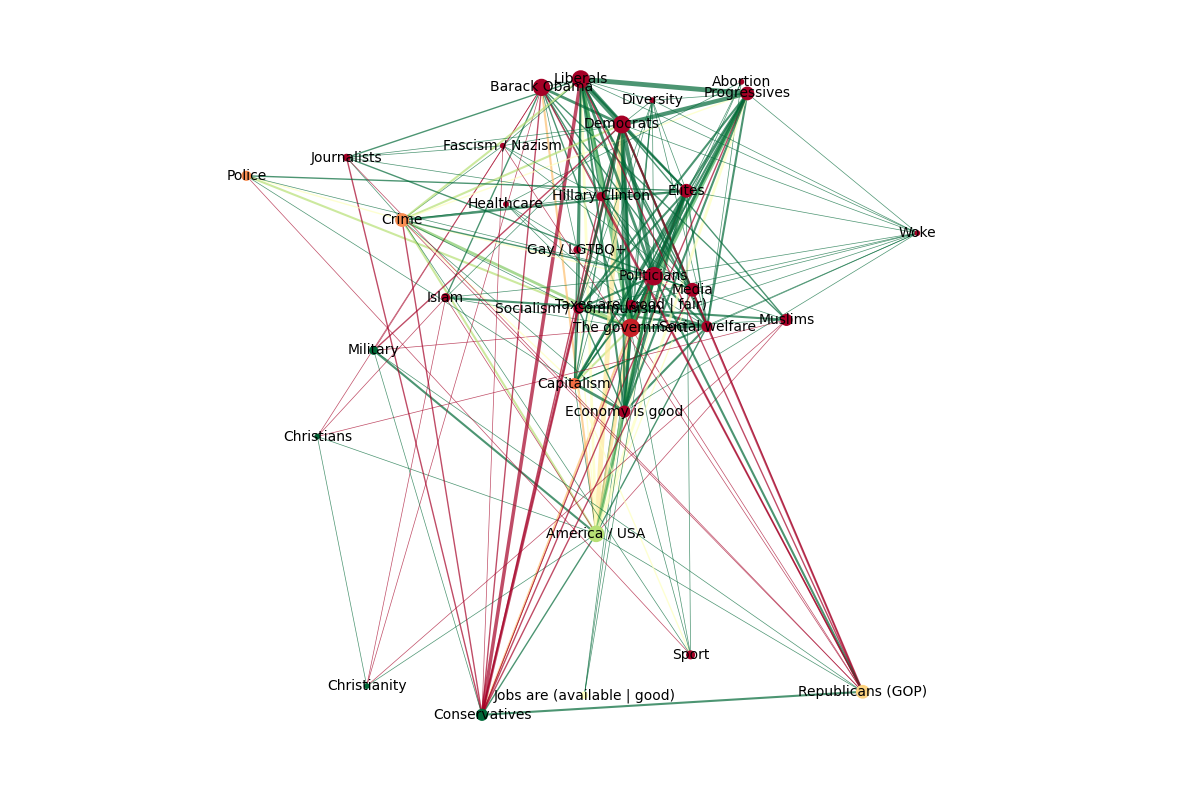 Liberals
Barack Obama
Abortion
Progressives
Diversity
Democrats
Fascism / Nazism
Journalists
Police
Elites
Hillary Clinton
Healthcare
Crime
Woke
Gay / LGTBQ+
Politicians
Media
Islam
Taxes are (good | fair)
Socialism / Communism
Muslims
The government
Social welfare
Military
Capitalism
Economy is good
Christians
America / USA
Sport
Christianity
Republicans (GOP)
Jobs are (available | good)
Conservatives